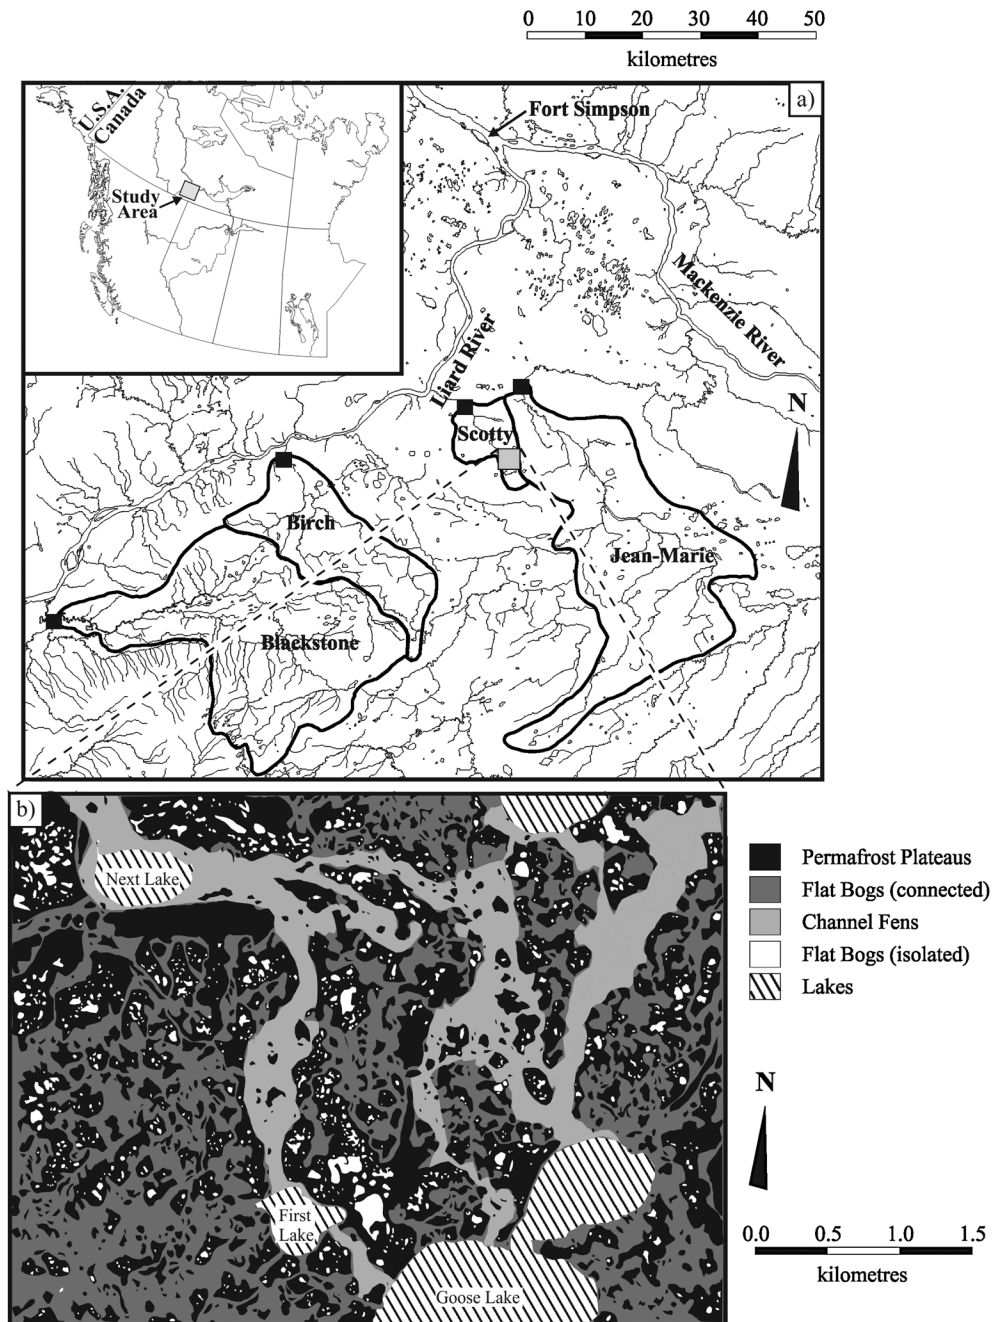 0 10 20 30 40 50
kilometres
a)
U.S.A.
Canada
Study
Area
Fort Simpson
Mackenzie River
Liard River
N
Scotty
Birch
Jean-Marie
Blackstone
b)
Next Lake
First
Lake
Goose Lake
Permafrost Plateaus
Flat Bogs (connected)
Channel Fens
Flat Bogs (isolated)
Lakes
N
0.0 0.5 1.0 1.5
kilometres